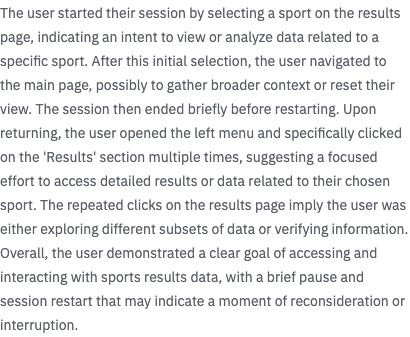 The user started their session by selecting a sport on the results
page, indicating an intent to view or analyze data related to a
specific sport. After this initial selection, the user navigated to
the main page, possibly to gather broader context or reset their
view. The session then ended briefly before restarting. Upon
returning, the user opened the left menu and specifically clicked
on the 'Results' section multiple times, suggesting a focused
effort to access detailed results or data related to their chosen
sport. The repeated clicks on the results page imply the user was
either exploring different subsets of data or verifying information.
Overall, the user demonstrated a clear goal of accessing and
interacting with sports results data, with a brief pause and
session restart that may indicate a moment of reconsideration or
interruption.